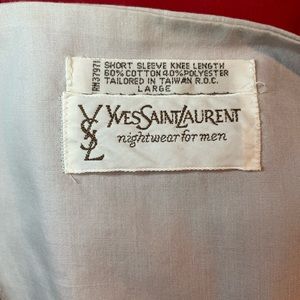 SHORT SLEEVE KNEE LENGTH
60% COTTON 40% POLYESTER
TAILORED IN TAIWAN R.O.C.
LARGE
RN37971
YSL
YVES SAINT LAURENT
nightwear for men